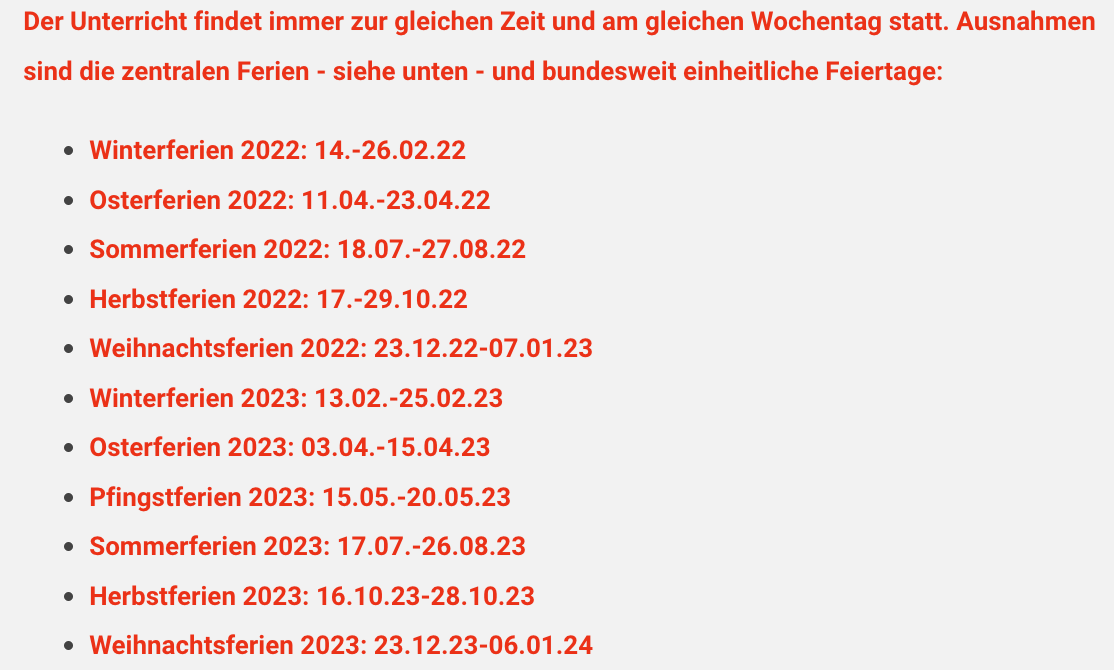 Der Unterricht findet immer zur gleichen Zeit und am gleichen Wochentag statt. Ausnahmen
sind die zentralen Ferien - siehe unten - und bundesweit einheitliche Feiertage:
• Winterferien 2022: 14.-26.02.22
• Osterferien 2022: 11.04.-23.04.22
• Sommerferien 2022: 18.07.-27.08.22
• Herbstferien 2022: 17.-29.10.22
• Weihnachtsferien 2022: 23.12.22-07.01.23
• Winterferien 2023: 13.02.-25.02.23
• Osterferien 2023: 03.04.-15.04.23
• Pfingstferien 2023: 15.05.-20.05.23
• Sommerferien 2023: 17.07.-26.08.23
• Herbstferien 2023: 16.10.23-28.10.23
• Weihnachtsferien 2023: 23.12.23-06.01.24